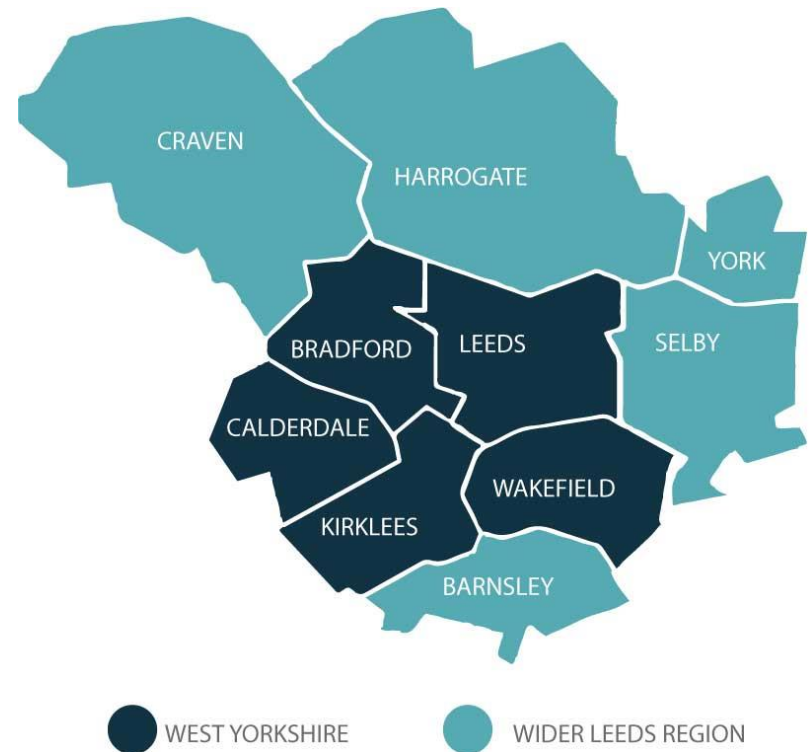 CRAVEN
HARROGATE
YORK
BRADFORD
LEEDS
SELBY
CALDERDALE
WAKEFIELD
KIRKLEES
BARNSLEY
WEST YORKSHIRE
WIDER LEEDS REGION